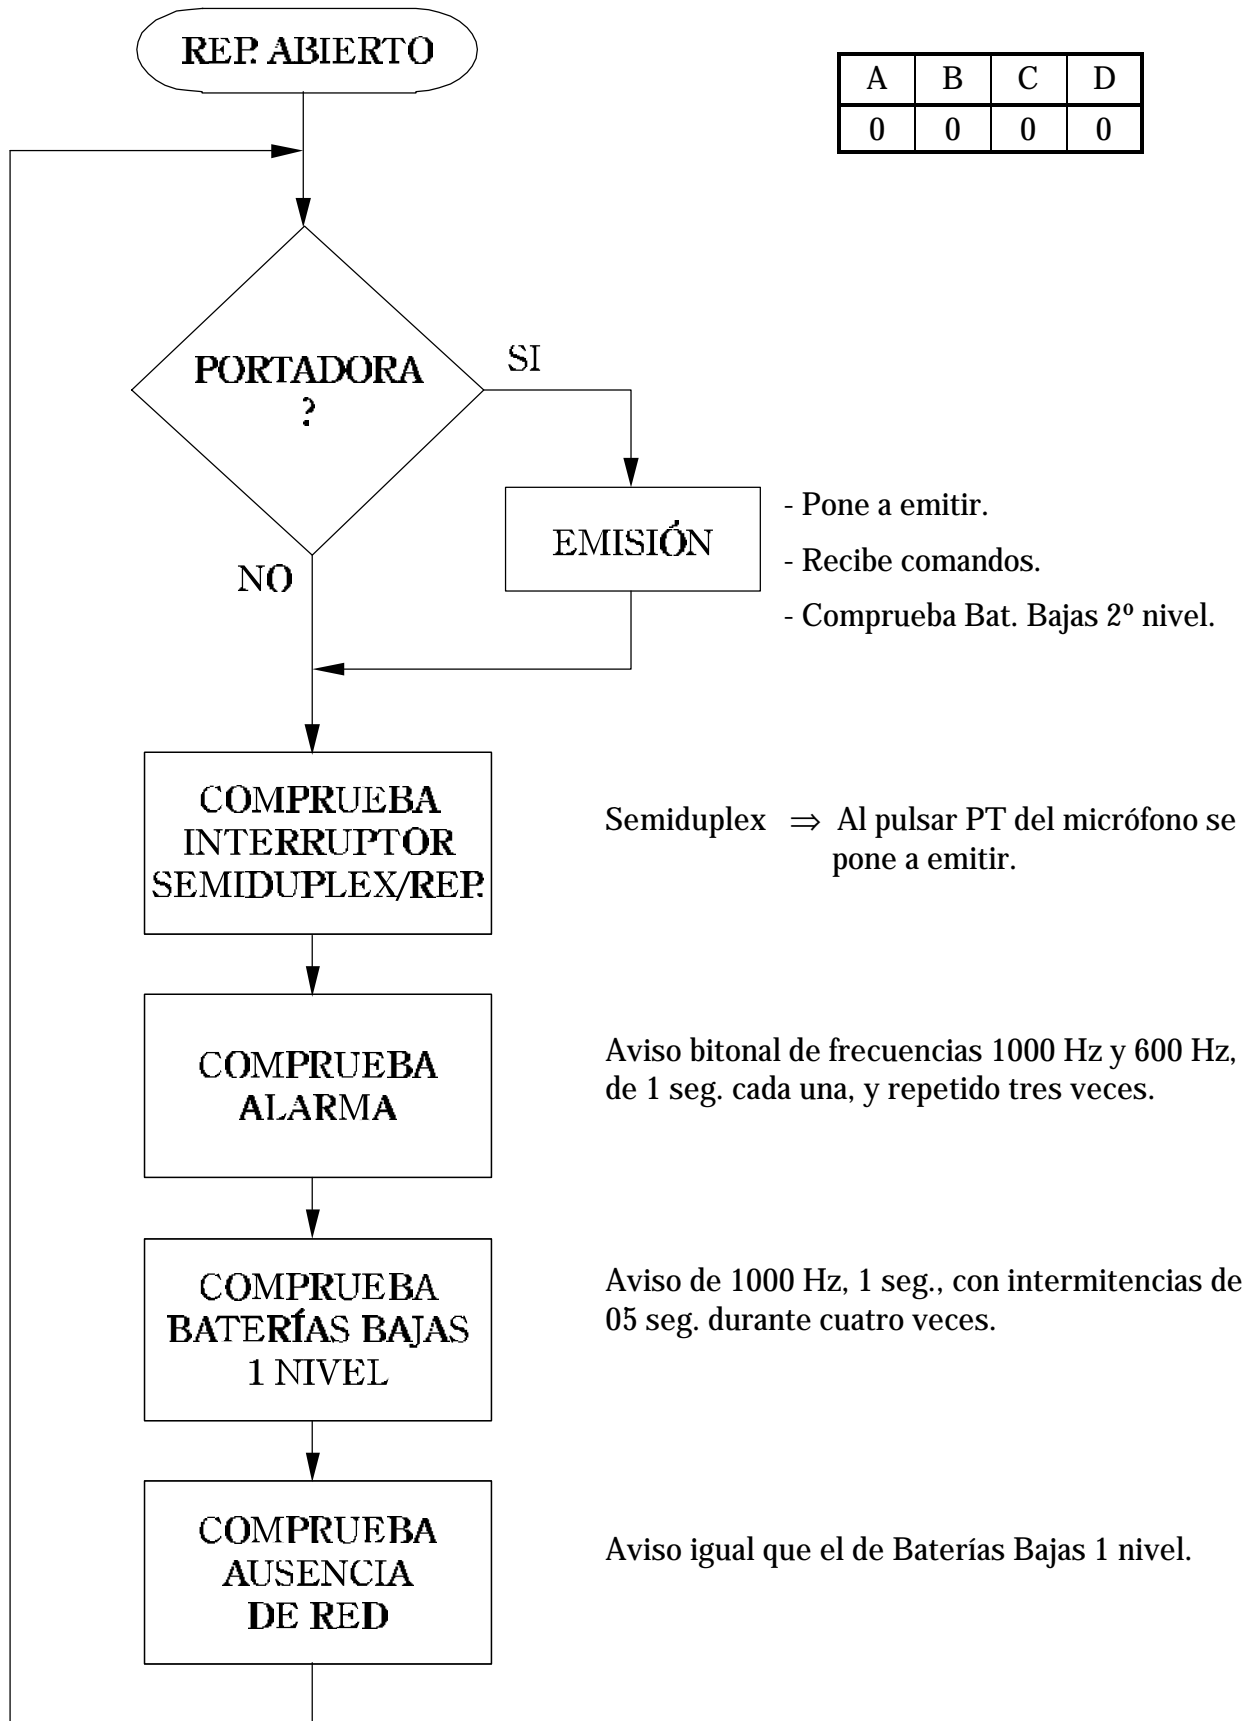 REP. ABIERTO
A B C D
0 0 0 0
PORTADORA
?
SI
EMISIÓN
- Pone a emitir.
- Recibe comandos.
- Comprueba Bat. Bajas 2º nivel.
NO
COMPRUEBA
INTERRUPTOR
SEMIDUPLEX/REP.
Semiduplex ⇒ Al pulsar PT del micrófono se
pone a emitir.
COMPRUEBA
ALARMA
Aviso bitonal de frecuencias 1000 Hz y 600 Hz,
de 1 seg. cada una, y repetido tres veces.
COMPRUEBA
BATERÍAS BAJAS
1 NIVEL
Aviso de 1000 Hz, 1 seg., con intermitencias de
05 seg. durante cuatro veces.
COMPRUEBA
AUSENCIA
DE RED
Aviso igual que el de Baterías Bajas 1 nivel.